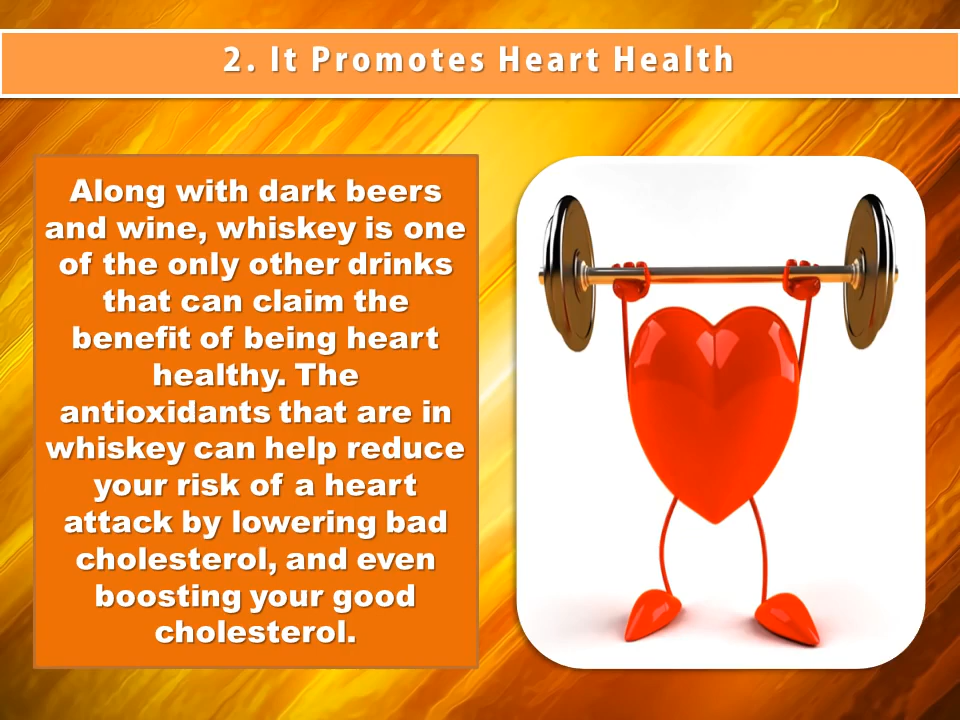 2. It Promotes Heart Health
Along with dark beers
and wine, whiskey is one
of the only other drinks
that can claim the
benefit of being heart
healthy. The
antioxidants that are in
whiskey can help reduce
your risk of a heart
attack by lowering bad
cholesterol, and even
boosting your good
cholesterol.